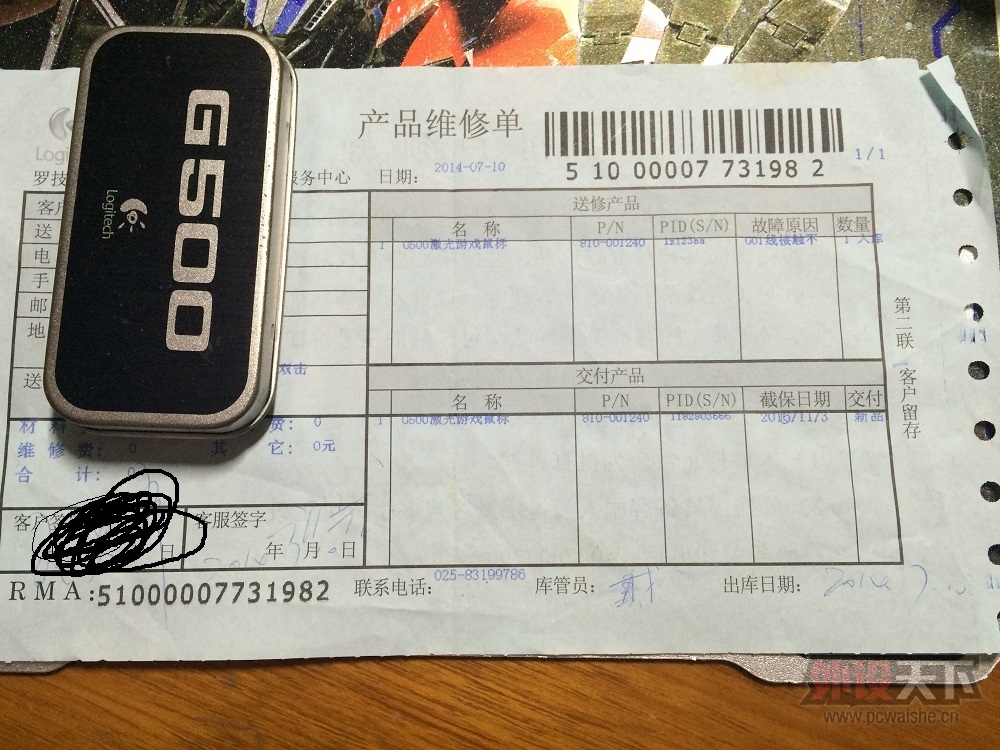 G500
Logitech
产品维修单
5 10 00007 73198 2
1/1
服务中心
日期:
2014-07-10
罗技
送修产品
名 称
P/N
PID(S/N)
故障原因
数量
1
G500激光游戏鼠标
810-001240
G01线接触不
1
客户
送
电
手
邮
地
送
双击
交付产品
名 称
P/N
PID(S/N)
截保日期
交付
1
G500激光游戏鼠标
810-001240
新品
材料
费: 0
维修费: 0
其 它: 0元
合 计:
客户
客服签字
日
年 月 日
第二联 客户留存
RMA:51000007731982
联系电话:
025-83199786
库管员:
出库日期:
外设天下
www.pcwaishe.cn